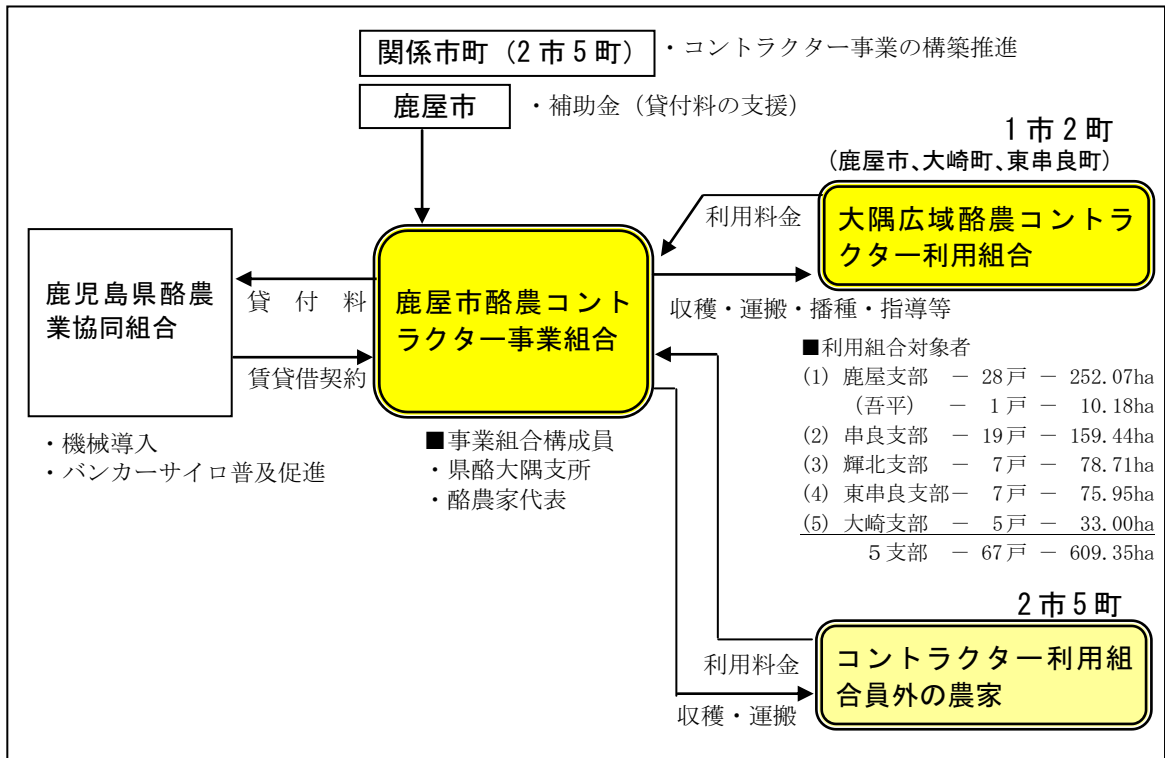 関係市町（２市５町）
・コントラクター事業の構築推進
鹿屋市
・補助金（貸付料の支援）
１市２町
（鹿屋市、大崎町、東串良町）
大隅広域酪農コントラ
クター利用組合
利用料金
鹿児島県酪農
業協同組合
貸　付　料
賃貸借契約
鹿屋市酪農コント
ラクター事業組合
収穫・運搬・播種・指導等
・機械導入
・バンカーサイロ普及促進
■事業組合構成員
・県酪大隅支所
・酪農家代表
■利用組合対象者
(1) 鹿屋支部 － 28戸 － 252.07ha
（吾平） － 1戸 － 10.18ha
(2) 串良支部 － 19戸 － 159.44ha
(3) 輝北支部 － 7戸 － 78.71ha
(4) 東串良支部－ 7戸 － 75.95ha
(5) 大崎支部 － 5戸 － 33.00ha
５支部 － 67戸 － 609.35ha
２市５町
コントラクター利用組
合員外の農家
利用料金
収穫・運搬